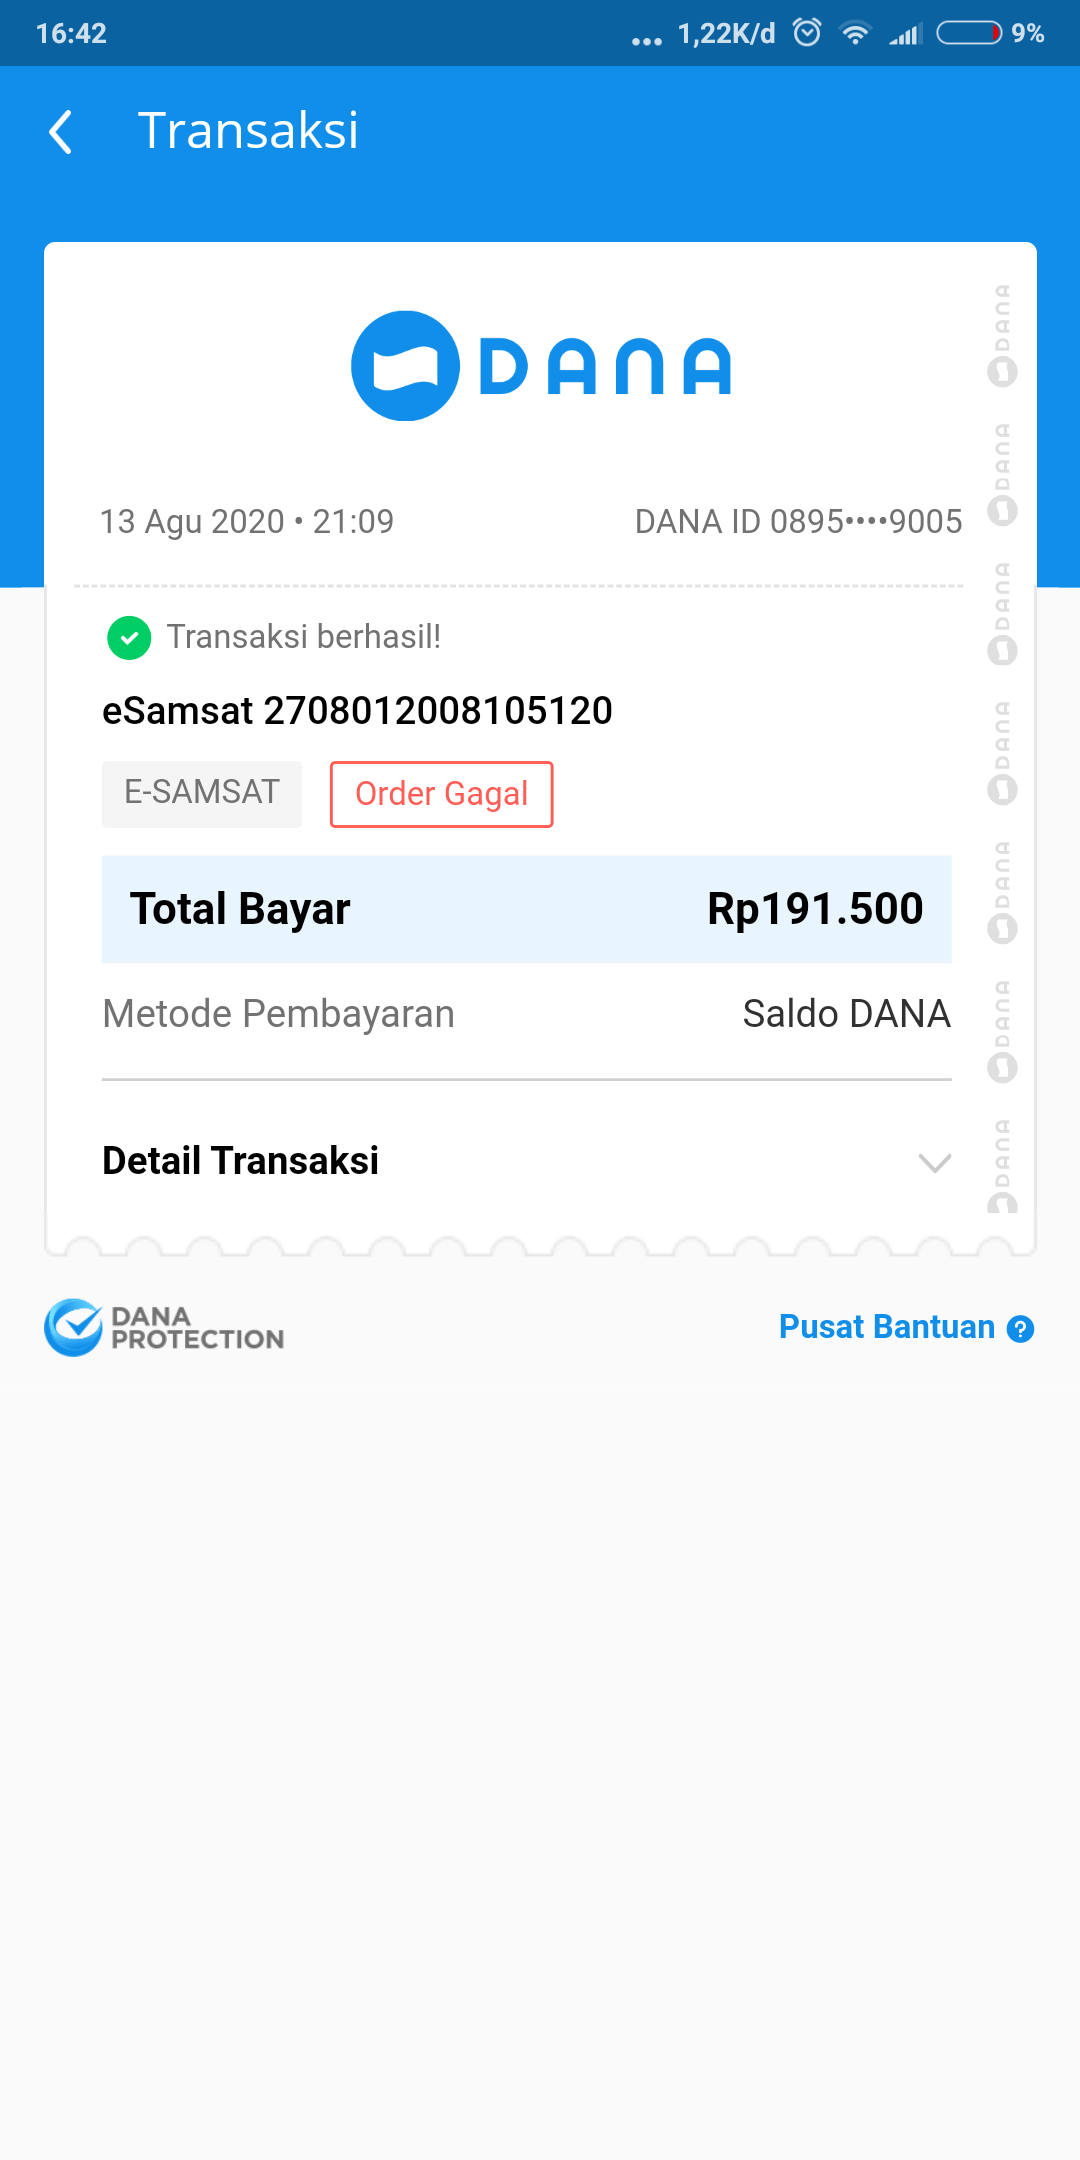 16:42
... 1,22K/d 9%
Transaksi
DANA
13 Agu 2020 • 21:09
DANA ID 0895••••9005
Transaksi berhasil!
eSamsat 2708012008105120
E-SAMSAT
Order Gagal
Total Bayar Rp191.500
Metode Pembayaran Saldo DANA
Detail Transaksi
DANA
DANA
DANA
DANA
DANA
DANA
DANA
DANA
PROTECTION
Pusat Bantuan ?